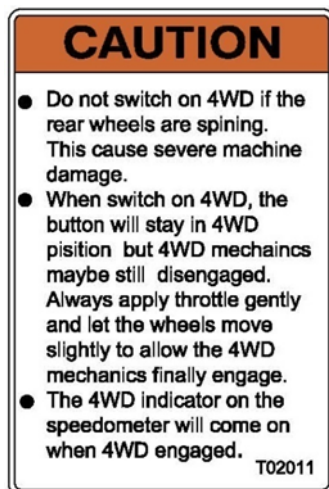 CAUTION
● Do not switch on 4WD if the
rear wheels are spining.
This cause severe machine
damage.
● When switch on 4WD, the
button will stay in 4WD
pisition but 4WD mechaincs
maybe still disengaged.
Always apply throttle gently
and let the wheels move
slightly to allow the 4WD
mechanics finally engage.
● The 4WD indicator on the
speedometer will come on
when 4WD engaged.
T02011